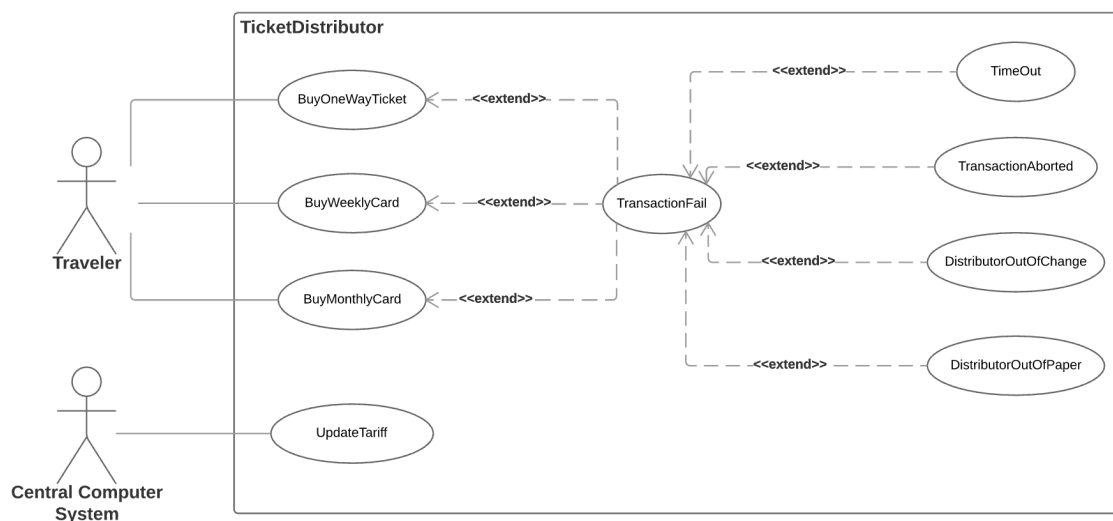 TicketDistributor
BuyOneWayTicket
<<extend>>
<<extend>>
TimeOut
<<extend>>
TransactionAborted
Traveler
BuyWeeklyCard
<<extend>>
TransactionFail
<<extend>>
DistributorOutOfChange
BuyMonthlyCard
<<extend>>
<<extend>>
DistributorOutOfPaper
UpdateTariff
Central Computer
System